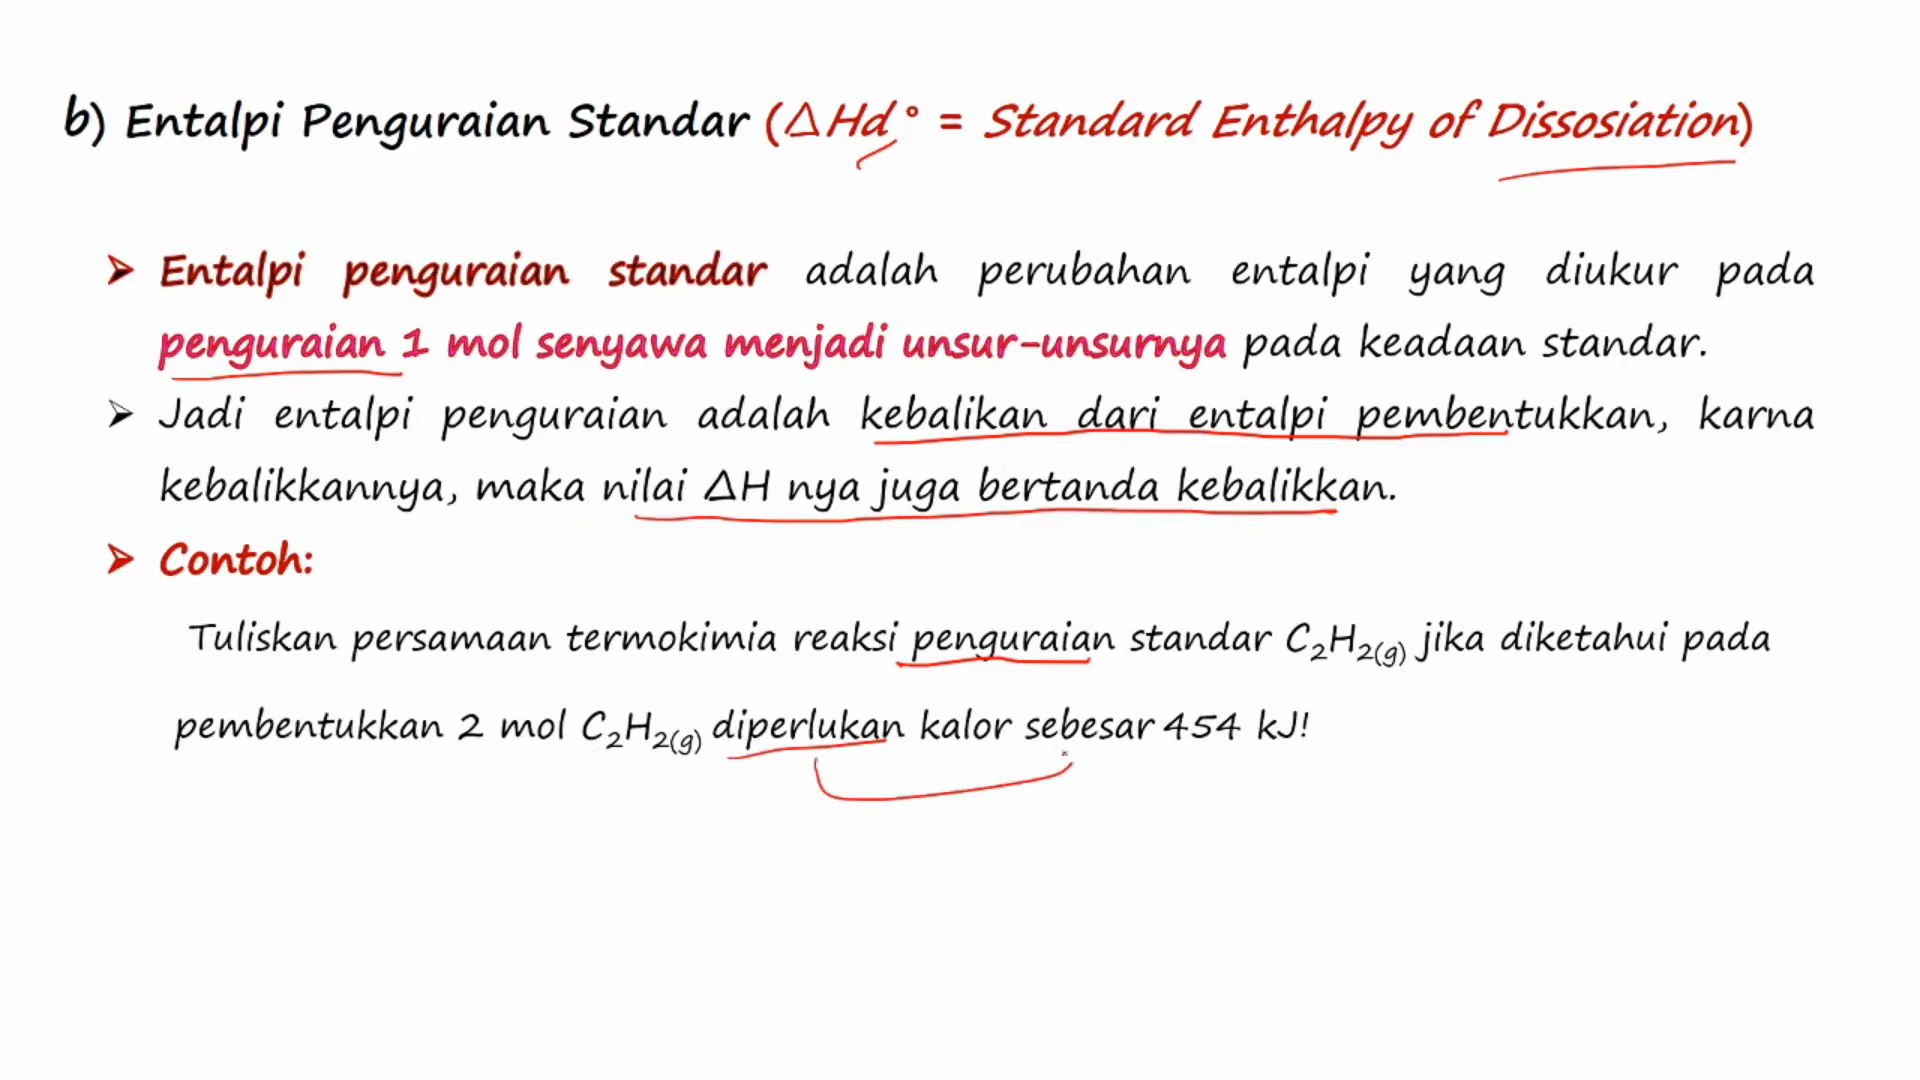 b) Entalpi Penguraian Standar (△Hd° = Standard Enthalpy of Dissosiation)
➤ Entalpi penguraian standar adalah perubahan entalpi yang diukur pada
penguraian 1 mol senyawa menjadi unsur-unsurnya pada keadaan standar.
➤ Jadi entalpi penguraian adalah kebalikan dari entalpi pembentukkan, karna
kebalikkannya, maka nilai △H nya juga bertanda kebalikkan.
➤ Contoh:
Tuliskan persamaan termokimia reaksi penguraian standar C₂H₂(g) jika diketahui pada
pembentukkan 2 mol C₂H₂(g) diperlukan kalor sebesar 454 kJ!